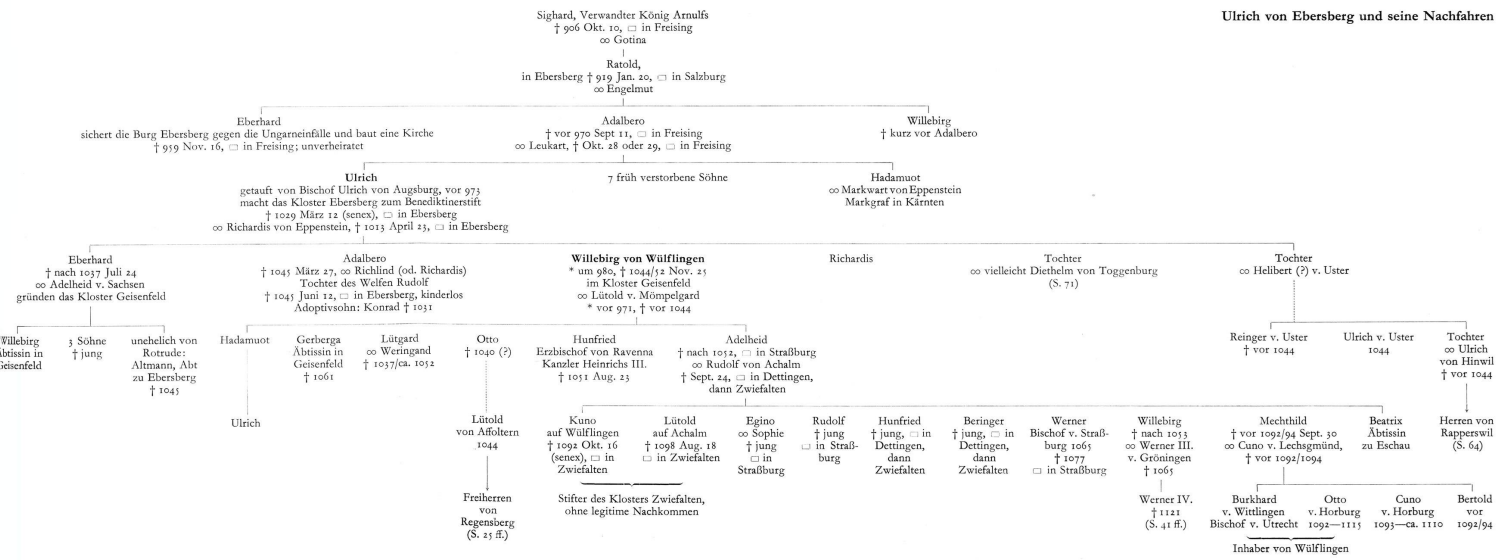 Ulrich von Ebersberg und seine Nachfahren
Sighard, Verwandter König Arnulfs
† 906 Okt. 10, ▭ in Freising
∞ Gotina
Ratold,
in Ebersberg † 919 Jan. 20, ▭ in Salzburg
∞ Engelmut
Eberhard
sichert die Burg Ebersberg gegen die Ungarneinfälle und baut eine Kirche
† 959 Nov. 16, ▭ in Freising; unverheiratet
Adalbero
† vor 970 Sept 11, ▭ in Freising
∞ Leukart, † Okt. 28 oder 29, ▭ in Freising
Willebirg
† kurz vor Adalbero
Ulrich
getauft von Bischof Ulrich von Augsburg, vor 973
macht das Kloster Ebersberg zum Benediktinerstift
† 1029 März 12 (senex), ▭ in Ebersberg
∞ Richardis von Eppenstein, † 1013 April 23, ▭ in Ebersberg
7 früh verstorbene Söhne
Hadamuot
∞ Markwart von Eppenstein
Markgraf in Kärnten
Eberhard
† nach 1037 Juli 24
∞ Adelheid v. Sachsen
gründen das Kloster Geisenfeld
Adalbero
† 1045 März 27, ∞ Richlind (od. Richardis)
Tochter des Welfen Rudolf
† 1045 Juni 12, ▭ in Ebersberg, kinderlos
Adoptivsohn: Konrad † 1031
Willebirg von Wülflingen
* um 980, † 1044/52 Nov. 25
im Kloster Geisenfeld
∞ Lütold v. Mömpelgard
* vor 971, † vor 1044
Richardis
Tochter
∞ vielleicht Diethelm von Toggenburg
(S. 71)
Tochter
∞ Helibert (?) v. Uster
Willebirg
Äbtissin in
Geisenfeld
3 Söhne
† jung
unehelich von
Rotrude:
Altmann, Abt
zu Ebersberg
† 1045
Hadamuot
Ulrich
Gerberga
Äbtissin in
Geisenfeld
† 1061
Lütgard
∞ Weringand
† 1037/ca. 1052
Otto
† 1040 (?)
Hunfried
Erzbischof von Ravenna
Kanzler Heinrichs III.
† 1051 Aug. 23
Adelheid
† nach 1052, ▭ in Straßburg
∞ Rudolf von Achalm
† Sept. 24, ▭ in Dettingen,
dann Zwiefalten
Reinger v. Uster
† vor 1044
Ulrich v. Uster
1044
Tochter
∞ Ulrich
von Hinwil
† vor 1044
Lütold
von Affoltern
1044
Freiherren
von
Regensberg
(S. 25 ff.)
Kuno
auf Wülflingen
† 1092 Okt. 16
(senex), ▭ in
Zwiefalten
Lütold
auf Achalm
† 1098 Aug. 18
▭ in Zwiefalten
Stifter des Klosters Zwiefalten,
ohne legitime Nachkommen
Egino
∞ Sophie
† jung
▭ in
Straßburg
Rudolf
† jung
▭ in Straß-
burg
Hunfried
† jung, ▭ in
Dettingen,
dann
Zwiefalten
Beringer
† jung, ▭ in
Dettingen,
dann
Zwiefalten
Werner
Bischof v. Straß-
burg 1065
† 1077
▭ in Straßburg
Willebirg
† nach 1053
∞ Werner III.
v. Gröningen
† 1065
Werner IV.
† 1121
(S. 41 ff.)
Mechthild
† vor 1092/94 Sept. 30
∞ Cuno v. Lechsgmünd,
† vor 1092/1094
Beatrix
Äbtissin
zu Eschau
Herren von
Rapperswil
(S. 64)
Burkhard
v. Wittlingen
Bischof v. Utrecht
Otto
v. Horburg
1092—1115
Cuno
v. Horburg
1093—ca. 1110
Bertold
vor
1092/94
Inhaber von Wülflingen